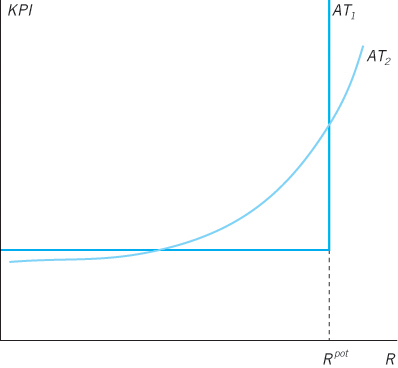 KPI
AT₁
AT₂
Rᵖᵒᵗ
R